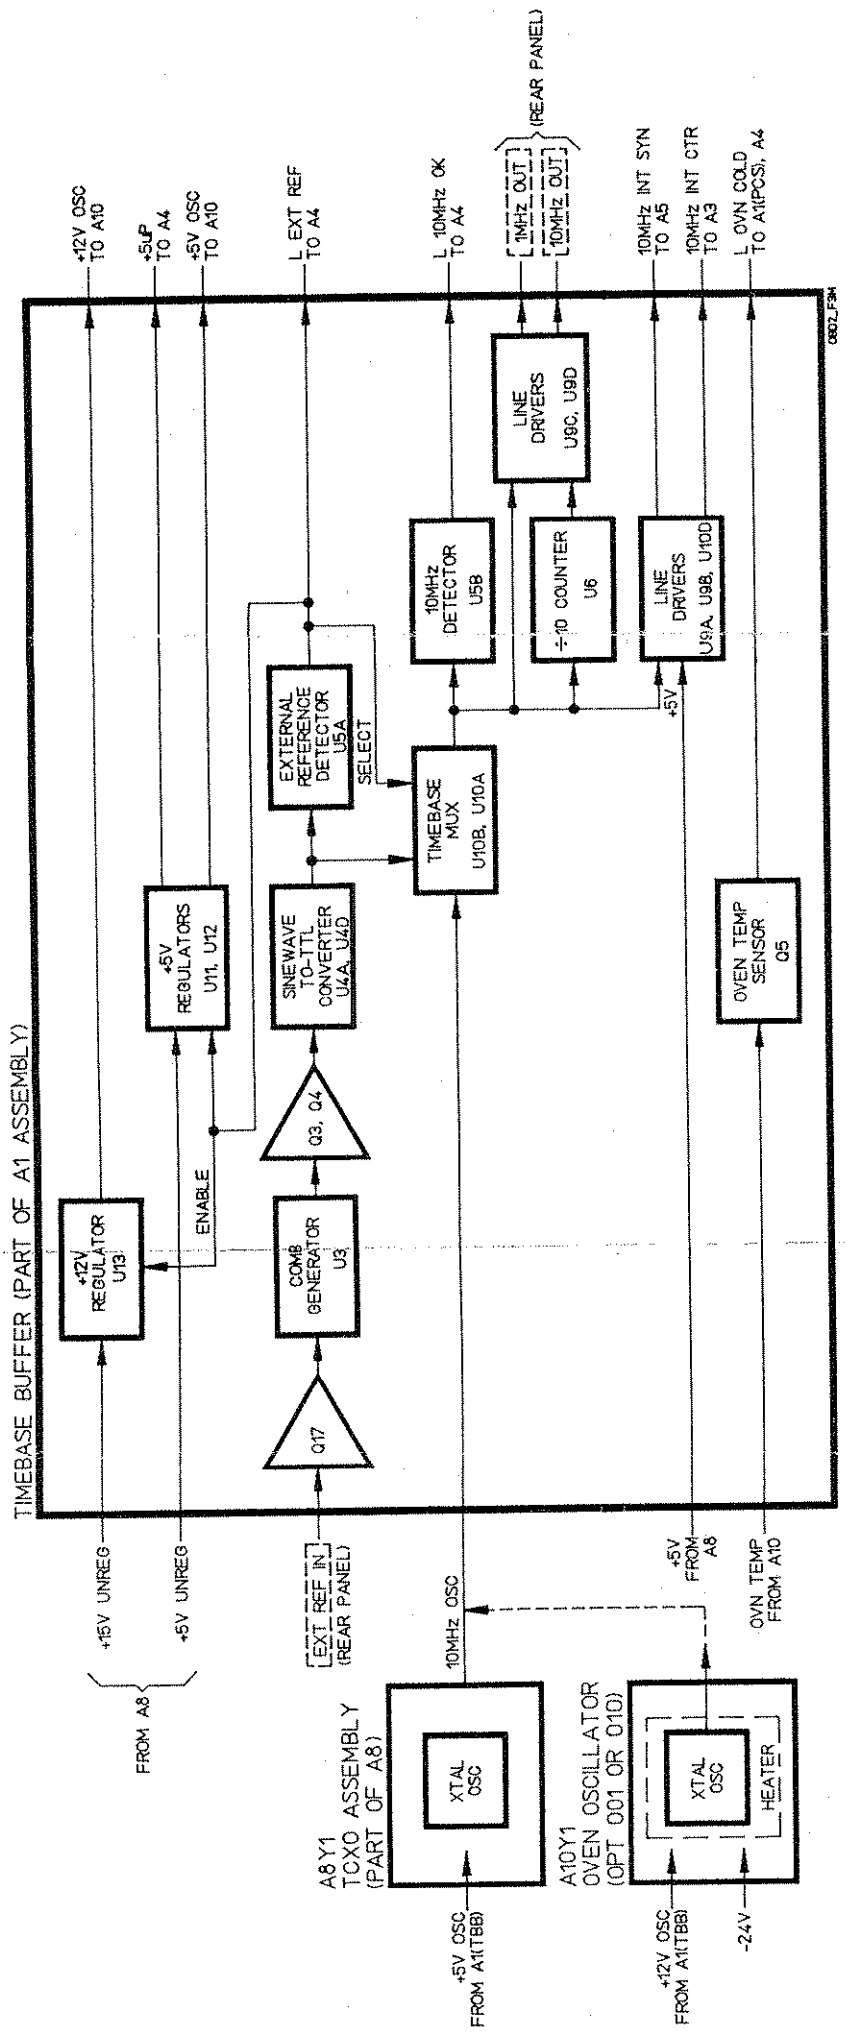 TIMEBASE BUFFER (PART OF A1 ASSEMBLY)
FROM A8
+15V UNREG
+5V UNREG
+12V
REGULATOR
U13
ENABLE
+5V
REGULATORS
U11, U12
+12V OSC
TO A10
+5uP
TO A4
+5V OSC
TO A10
EXT REF IN
(REAR PANEL)
Q17
COMB
GENERATOR
U3
Q3, Q4
SINEWAVE
TO-TTL
CONVERTER
U4A, U4D
EXTERNAL
REFERENCE
DETECTOR
U5A
SELECT
L EXT REF
TO A4
A8Y1
TCXO ASSEMBLY
(PART OF A8)
XTAL
OSC
+5V OSC
FROM A1(TBB)
10MHz OSC
TIMEBASE
MUX
U10B, U10A
10MHz
DETECTOR
U5B
L 10MHz OK
TO A4
LINE
DRIVERS
U9C, U9D
1MHz OUT
10MHz OUT
(REAR PANEL)
÷10 COUNTER
U6
LINE
DRIVERS
U9A, U9B, U10D
+5V
10MHz INT SYN
TO A5
10MHz INT CTR
TO A3
A10Y1
OVEN OSCILLATOR
(OPT 001 OR 010)
XTAL
OSC
HEATER
+12V OSC
FROM A1(TBB)
-24V
+5V
FROM
A8
OVN TEMP
FROM A10
OVEN TEMP
SENSOR
Q5
L OVN COLD
TO A1(PCS), A4
0802_F3M